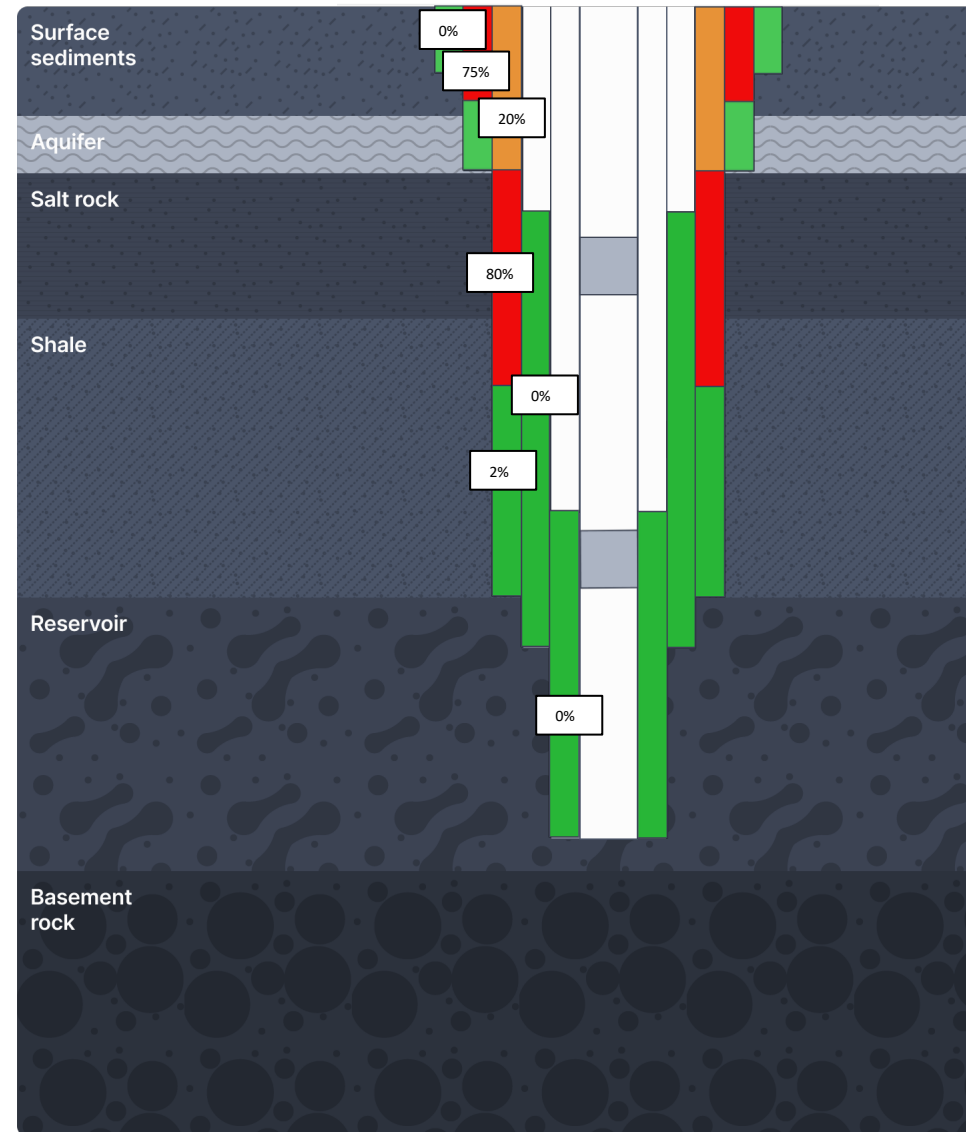 Surface
sediments
0%
75%
20%
Aquifer
Salt rock
80%
Shale
0%
2%
Reservoir
0%
Basement
rock